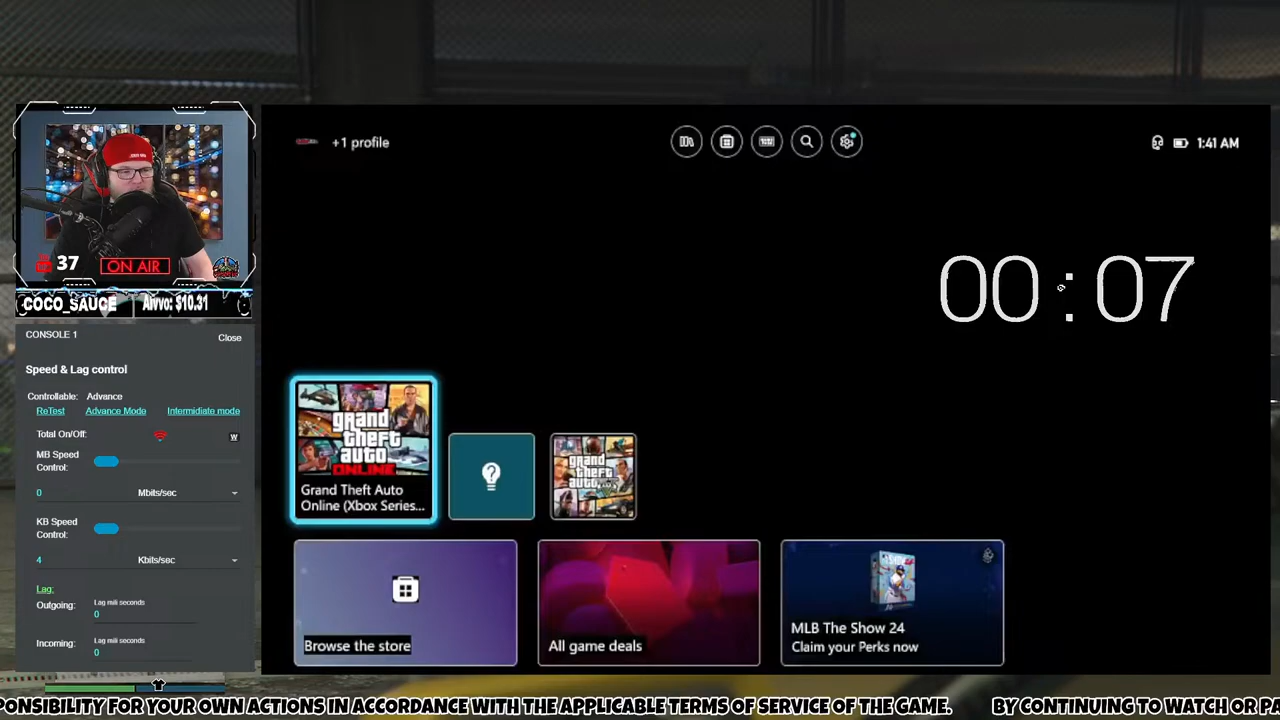 +1 profile
1:41 AM
37
ON AIR
COCO_SAUCE
Aivvo: $10.31
00:07
CONSOLE 1
Close
Speed & Lag control
Controllable: Advance
ReTest Advance Mode Intermidiate mode
Total On/Off:
W
MB Speed
Control:
0 Mbits/sec
KB Speed
Control:
4 Kbits/sec
Lag:
Outgoing:
Lag mili seconds
0
Incoming:
Lag mili seconds
0
grand
theft
auto
ONLINE
Grand Theft Auto
Online (Xbox Series...
grand
theft
auto
Browse the store
All game deals
MLB The Show 24
Claim your Perks now
PONSIBILITY FOR YOUR OWN ACTIONS IN ACCORDANCE WITH THE APPLICABLE TERMS OF SERVICE OF THE GAME. BY CONTINUING TO WATCH OR PA